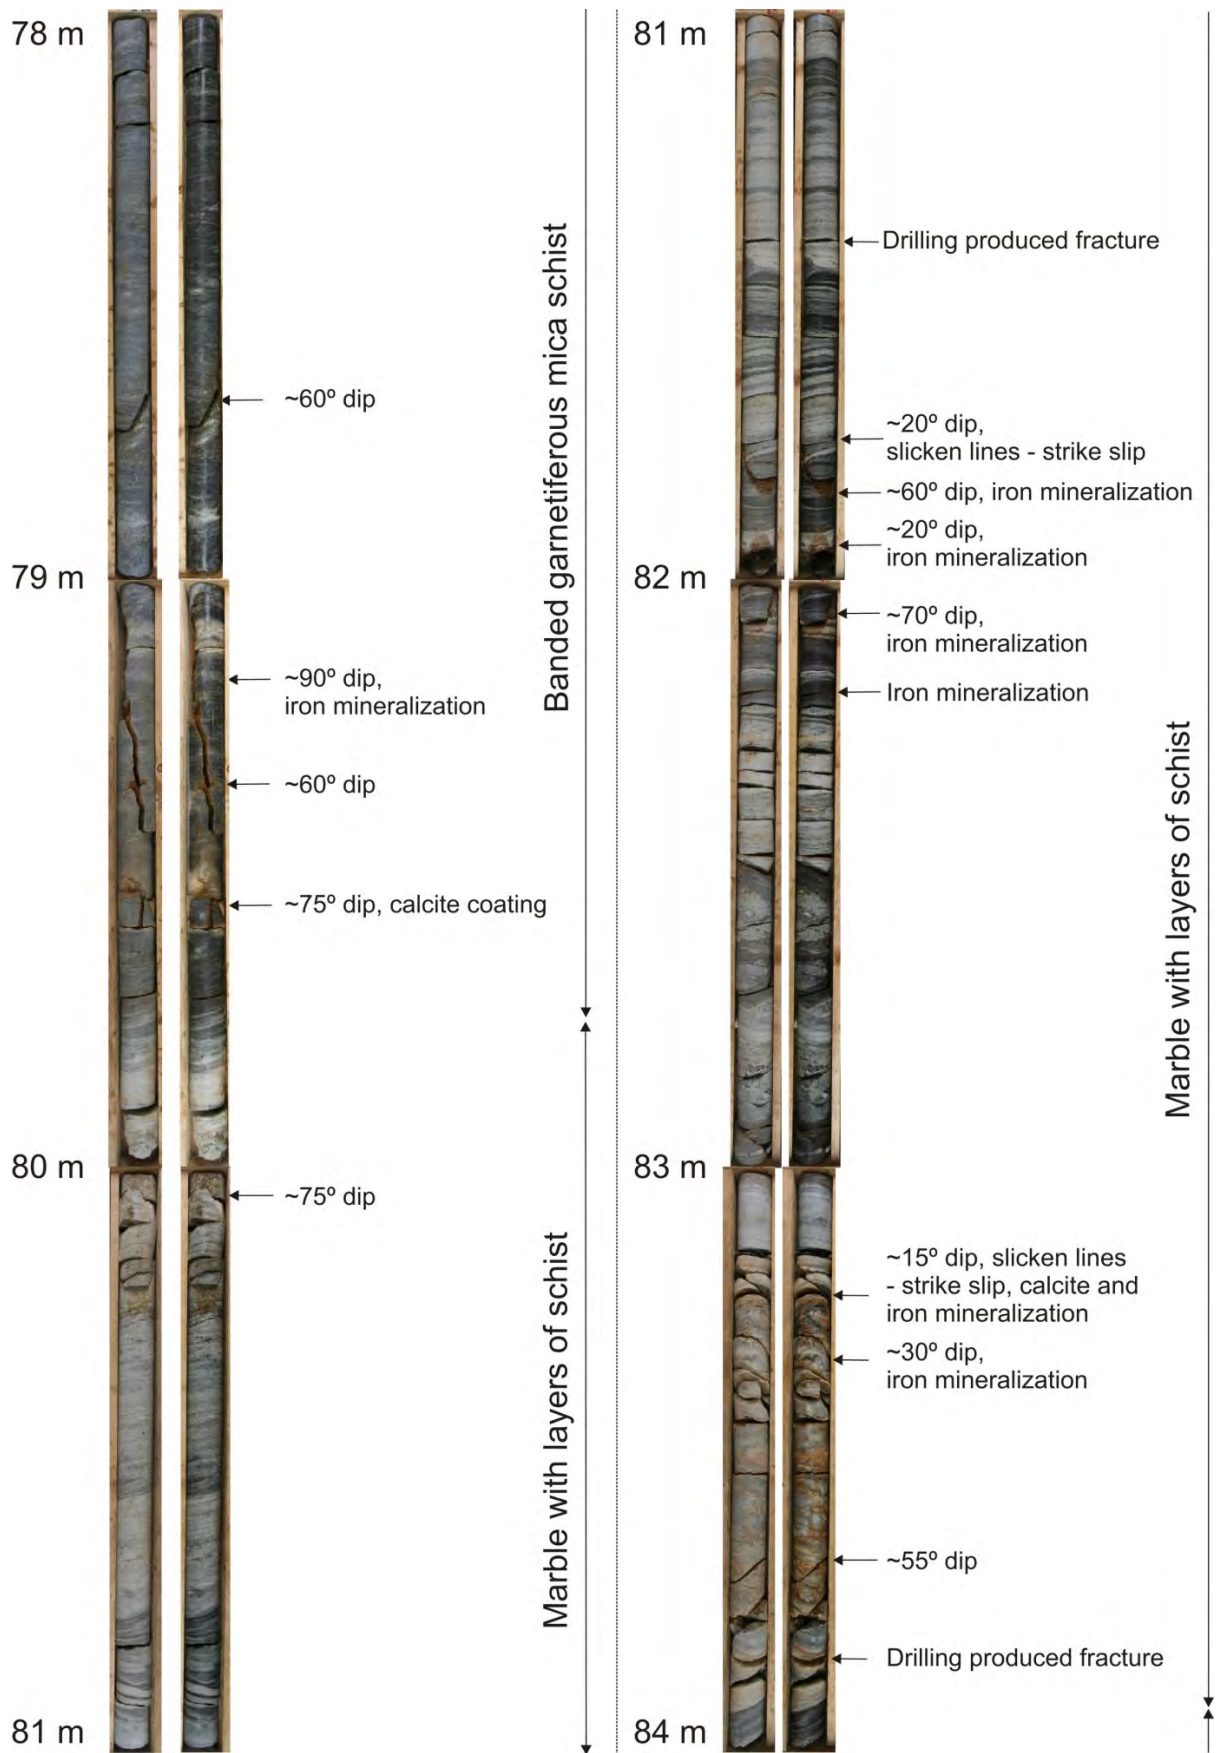 78 m
~60º dip
79 m
~90º dip,
iron mineralization
~60º dip
~75º dip, calcite coating
80 m
~75º dip
81 m
Banded garnetiferous mica schist
Marble with layers of schist
81 m
Drilling produced fracture
~20º dip,
slicken lines - strike slip
~60º dip, iron mineralization
~20º dip,
iron mineralization
82 m
~70º dip,
iron mineralization
Iron mineralization
83 m
~15º dip, slicken lines
- strike slip, calcite and
iron mineralization
~30º dip,
iron mineralization
~55º dip
Drilling produced fracture
84 m
Marble with layers of schist